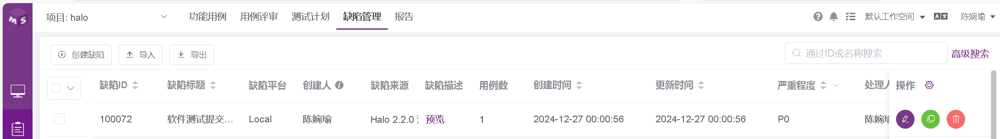 MS
项目: halo 功能用例 用例评审 测试计划 缺陷管理 报告 默认工作空间 陈婉瑜
创建缺陷 导入 导出 通过ID或名称搜索 高级搜索
缺陷ID 缺陷标题 缺陷平台 创建人 缺陷来源 缺陷描述 用例数 创建时间 更新时间 严重程度 处理人 操作
100072 软件测试提交... Local 陈婉瑜 Halo 2.2.0 预览 1 2024-12-27 00:00:56 2024-12-27 00:00:56 P0 陈婉瑜